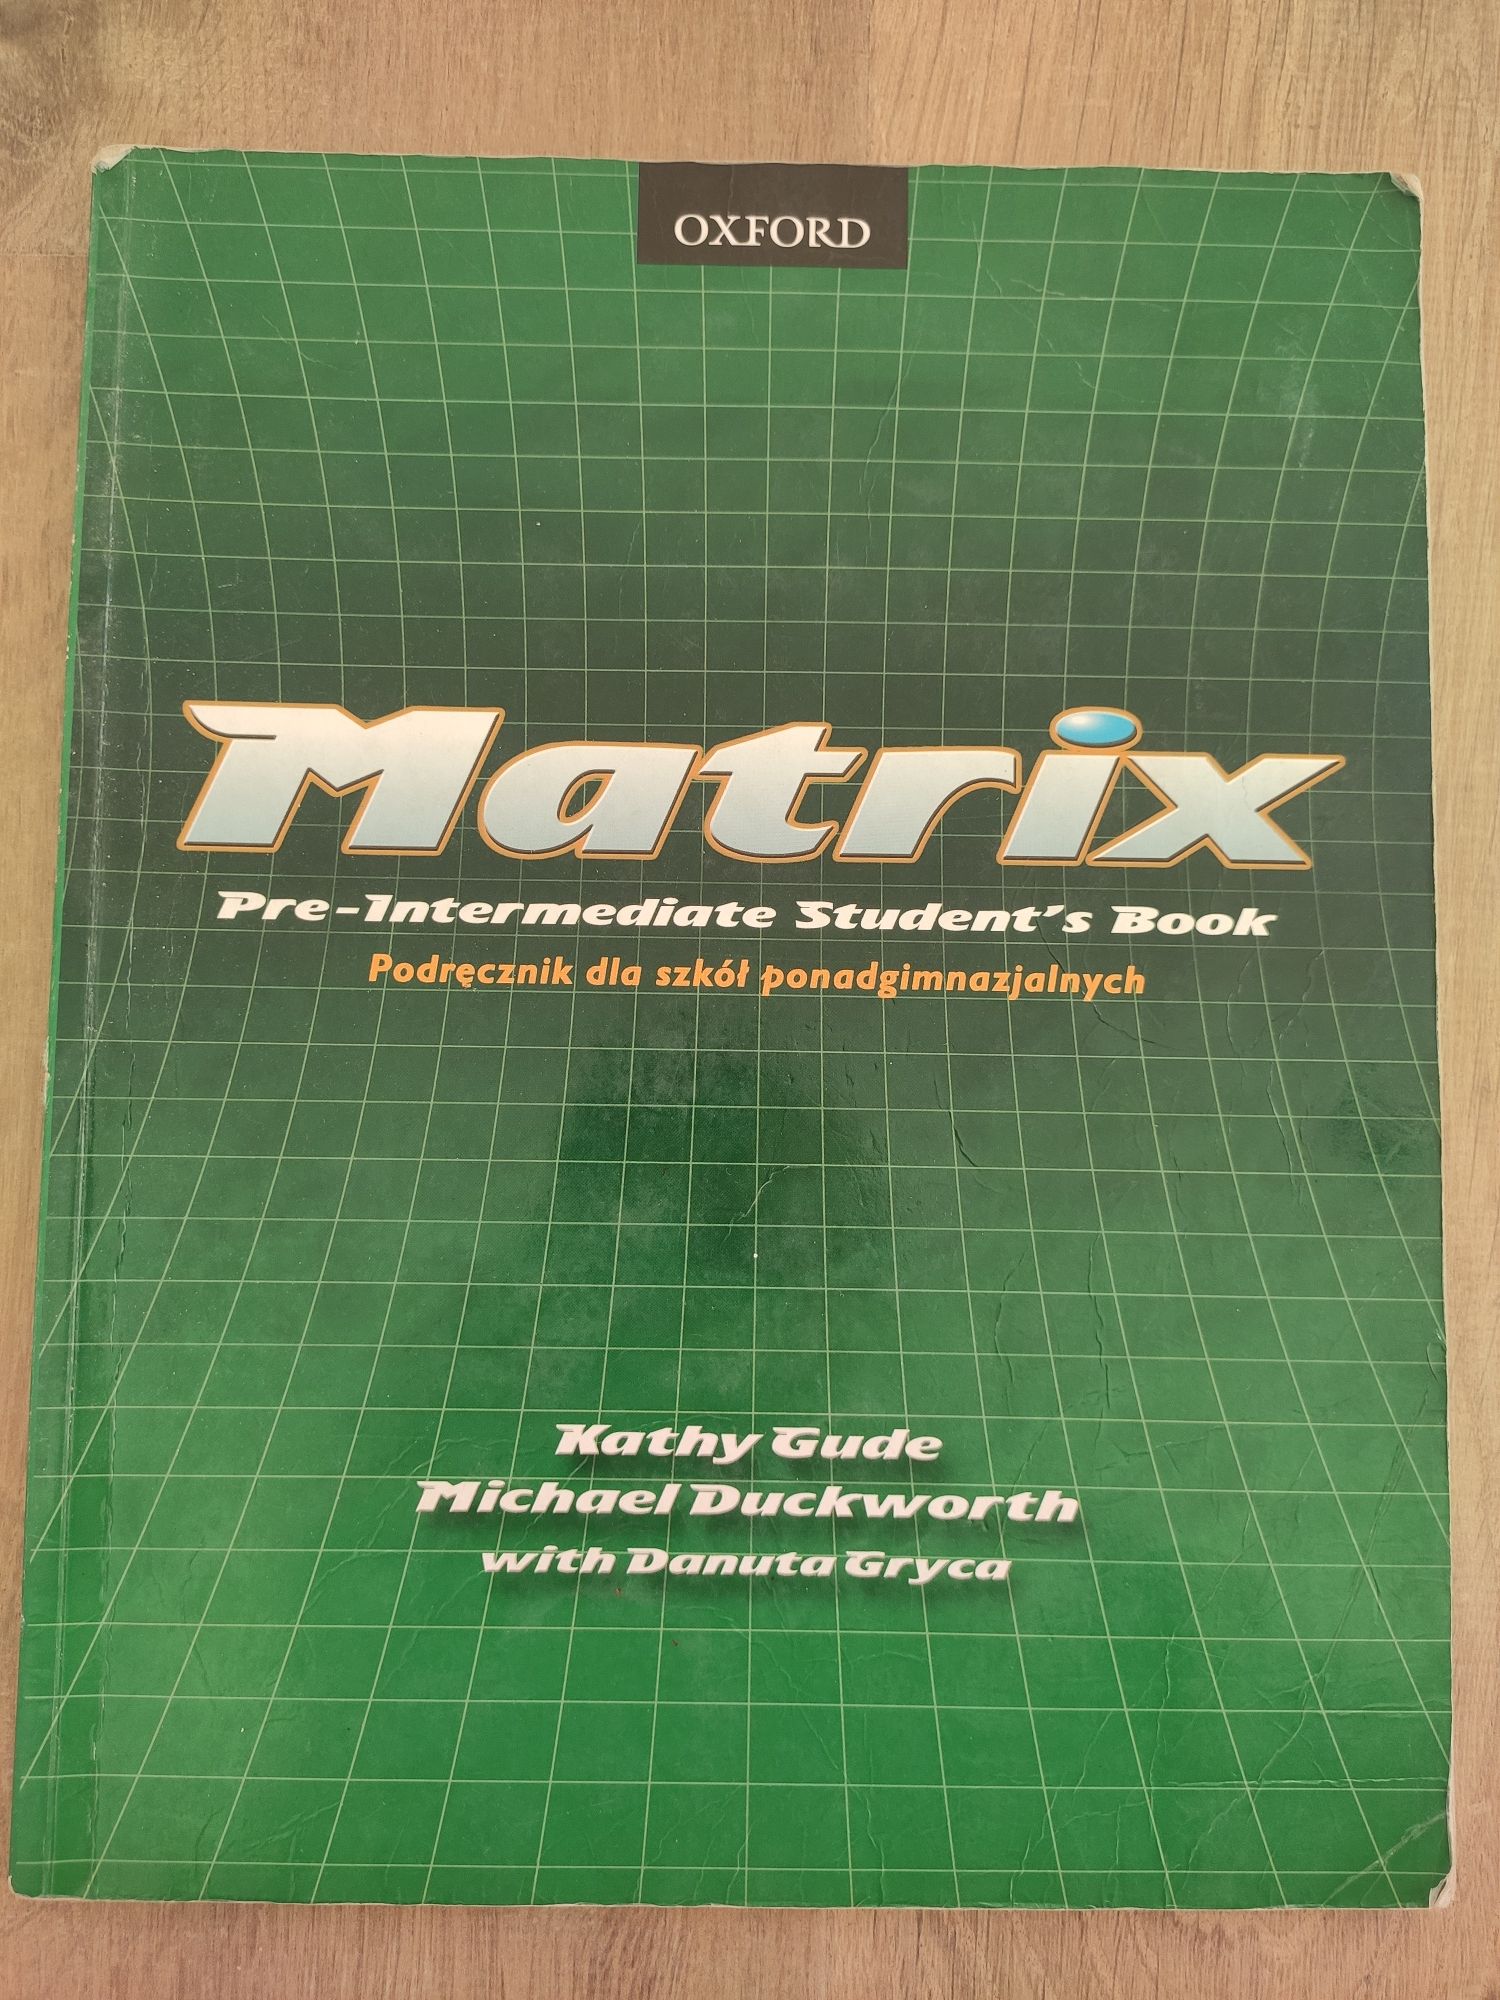 OXFORD
Matrix
Pre-Intermediate Student's Book
Podręcznik dla szkół ponadgimnazjalnych
Kathy Gude
Michael Duckworth
with Danuta Gryca